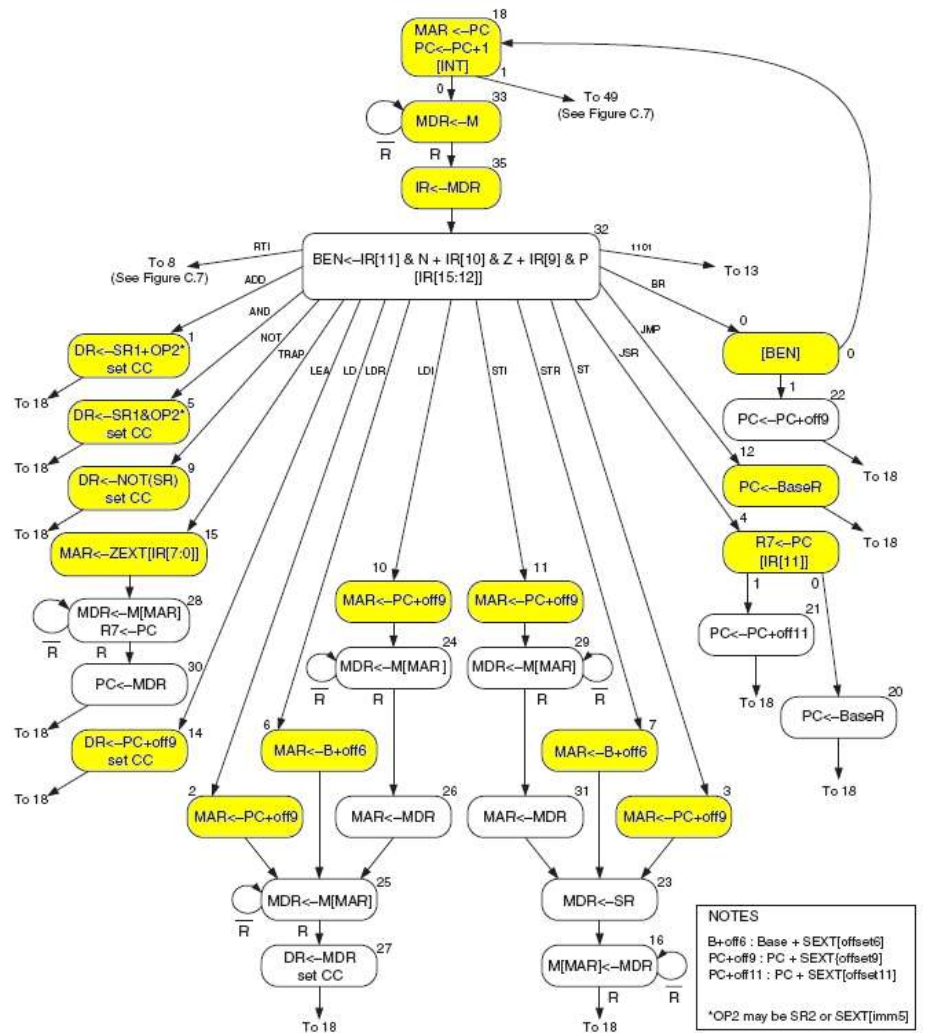 18
MAR <–PC
PC<–PC+1
[INT]
0
1
To 49
(See Figure C.7)
33
MDR<–M
R
R
35
IR<–MDR
32
BEN<–IR[11] & N + IR[10] & Z + IR[9] & P
[IR[15:12]]
RTI
To 8
(See Figure C.7)
1101
To 13
ADD
AND
NOT
TRAP
LEA
LD
LDR
LDI
STI
STR
ST
JSR
JMP
BR
1
DR<–SR1+OP2*
set CC
To 18
5
DR<–SR1&OP2*
set CC
To 18
9
DR<–NOT(SR)
set CC
To 18
15
MAR<–ZEXT[IR[7:0]]
28
MDR<–M[MAR]
R7<–PC
R
R
30
PC<–MDR
To 18
14
DR<–PC+off9
set CC
To 18
0
[BEN]
0
1
22
PC<–PC+off9
To 18
12
PC<–BaseR
To 18
4
R7<–PC
[IR[11]]
1
0
21
PC<–PC+off11
To 18
20
PC<–BaseR
To 18
10
MAR<–PC+off9
11
MAR<–PC+off9
24
MDR<–M[MAR]
R
R
29
MDR<–M[MAR]
R
R
6
MAR<–B+off6
7
MAR<–B+off6
2
MAR<–PC+off9
26
MAR<–MDR
31
MAR<–MDR
3
MAR<–PC+off9
25
MDR<–M[MAR]
R
R
23
MDR<–SR
27
DR<–MDR
set CC
To 18
16
M[MAR]<–MDR
R
R
To 18
NOTES
B+off6 : Base + SEXT[offset6]
PC+off9 : PC + SEXT{offset9]
PC+off11 : PC + SEXT[offset11]
*OP2 may be SR2 or SEXT[imm5]